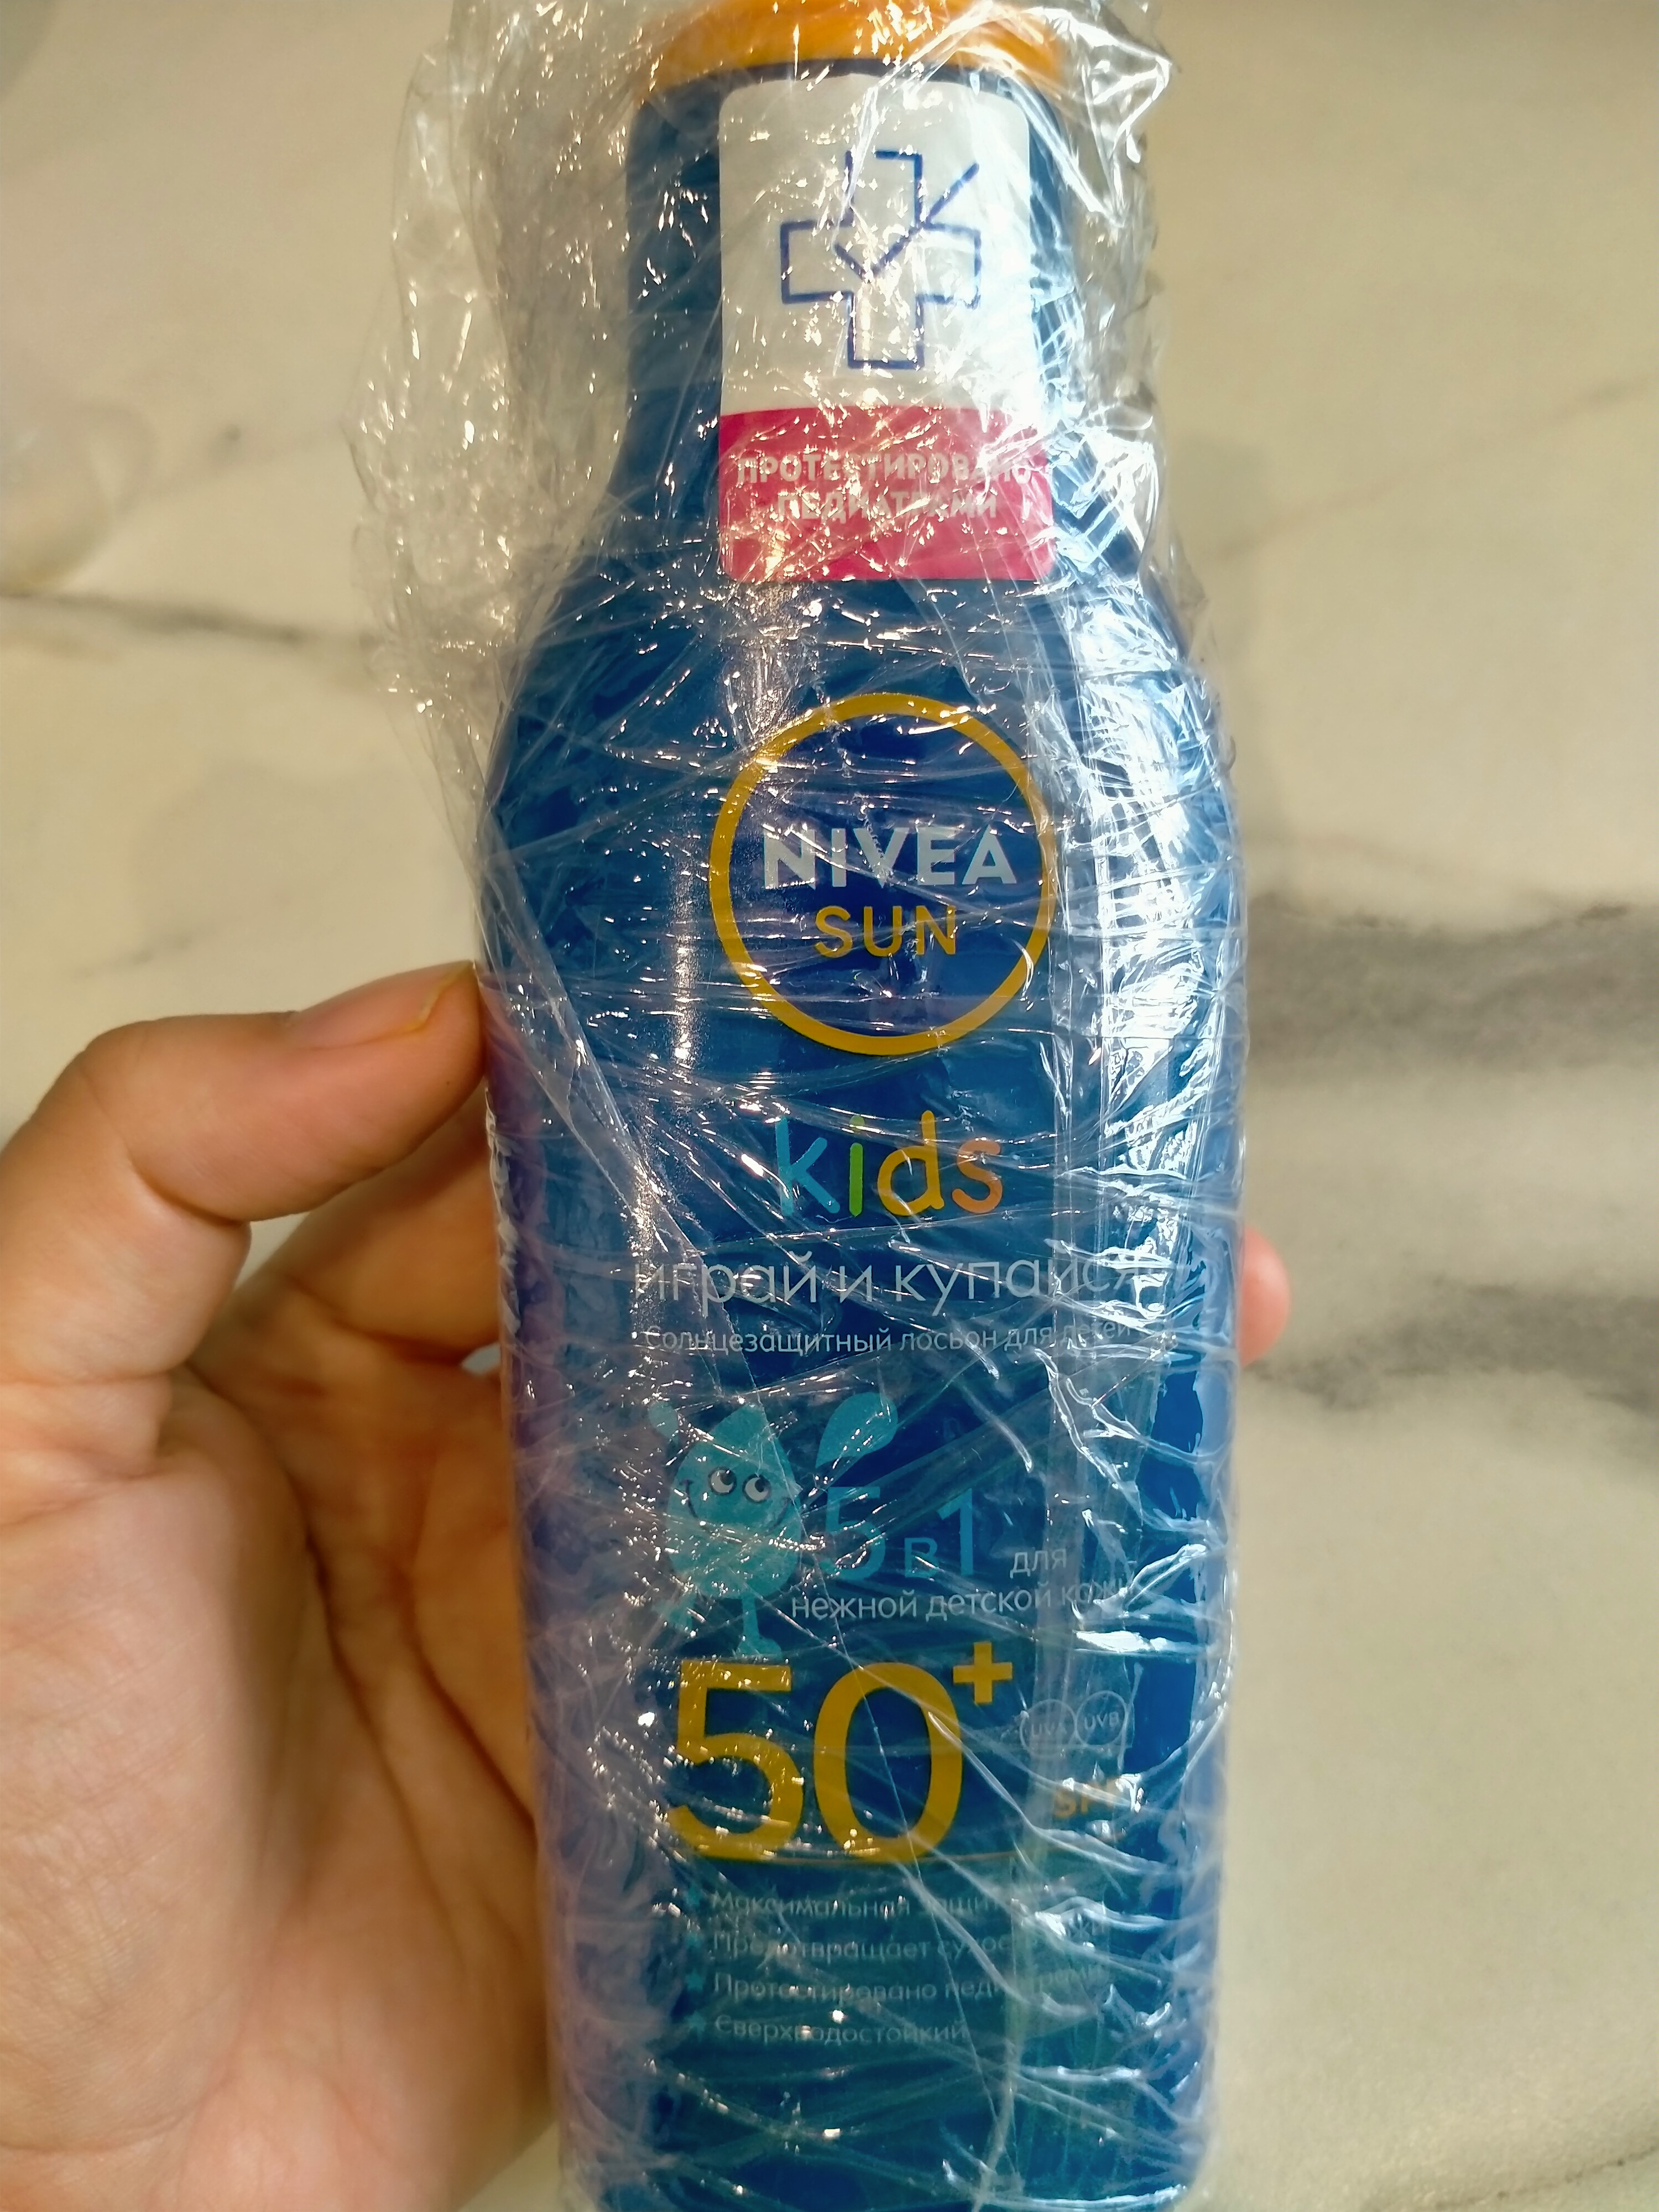 ПРОТЕСТИРОВАНО
ПЕДИАТРАМИ
NIVEA
SUN
kids
играй и купайся
Солнцезащитный лосьон для детей
5 в 1 для
нежной детской кожи
50+
UVA UVB
SPF
Максимальная защита
Предотвращает сухость
Протестировано педиатрами
Сверхводостойкий